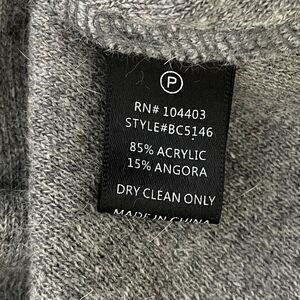 P
RN# 104403
STYLE#BC5146
85% ACRYLIC
15% ANGORA
DRY CLEAN ONLY
MADE IN CHINA